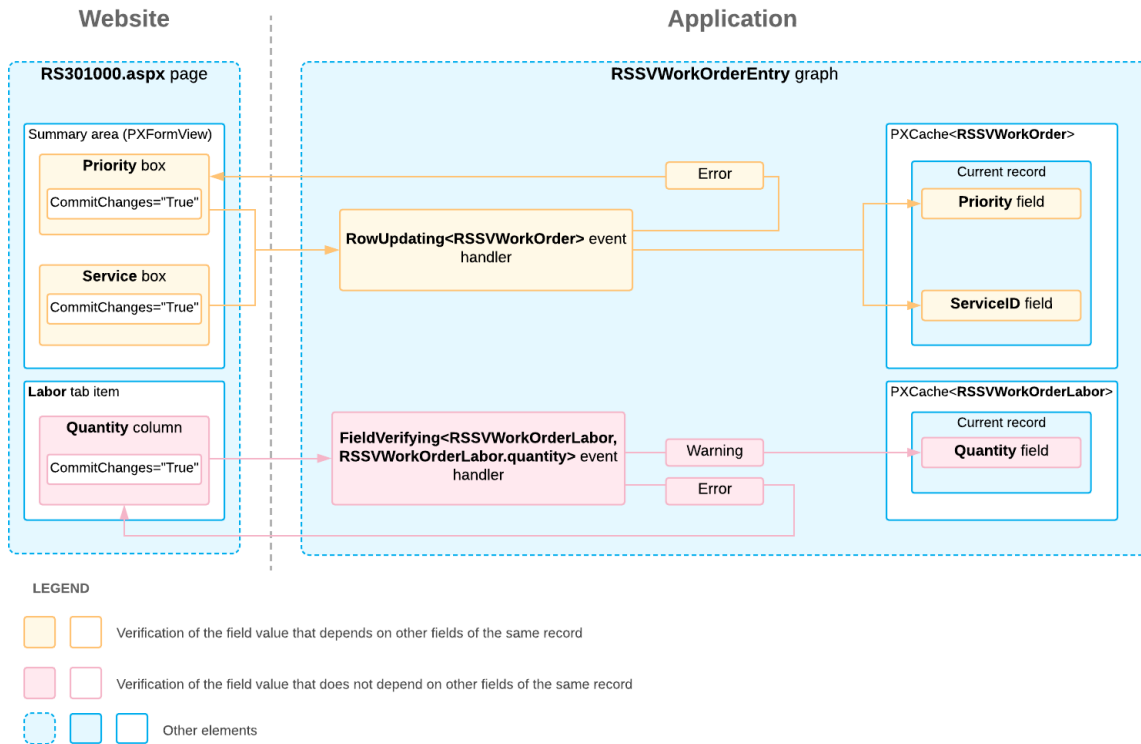 Website
Application
RS301000.aspx page
RSSVWorkOrderEntry graph
Summary area (PXFormView)
Priority box
CommitChanges="True"
Service box
CommitChanges="True"
Error
RowUpdating<RSSVWorkOrder> event
handler
PXCache<RSSVWorkOrder>
Current record
Priority field
ServiceID field
Labor tab item
Quantity column
CommitChanges="True"
FieldVerifying<RSSVWorkOrderLabor,
RSSVWorkOrderLabor.quantity> event
handler
Warning
Error
PXCache<RSSVWorkOrderLabor>
Current record
Quantity field
LEGEND
Verification of the field value that depends on other fields of the same record
Verification of the field value that does not depend on other fields of the same record
Other elements